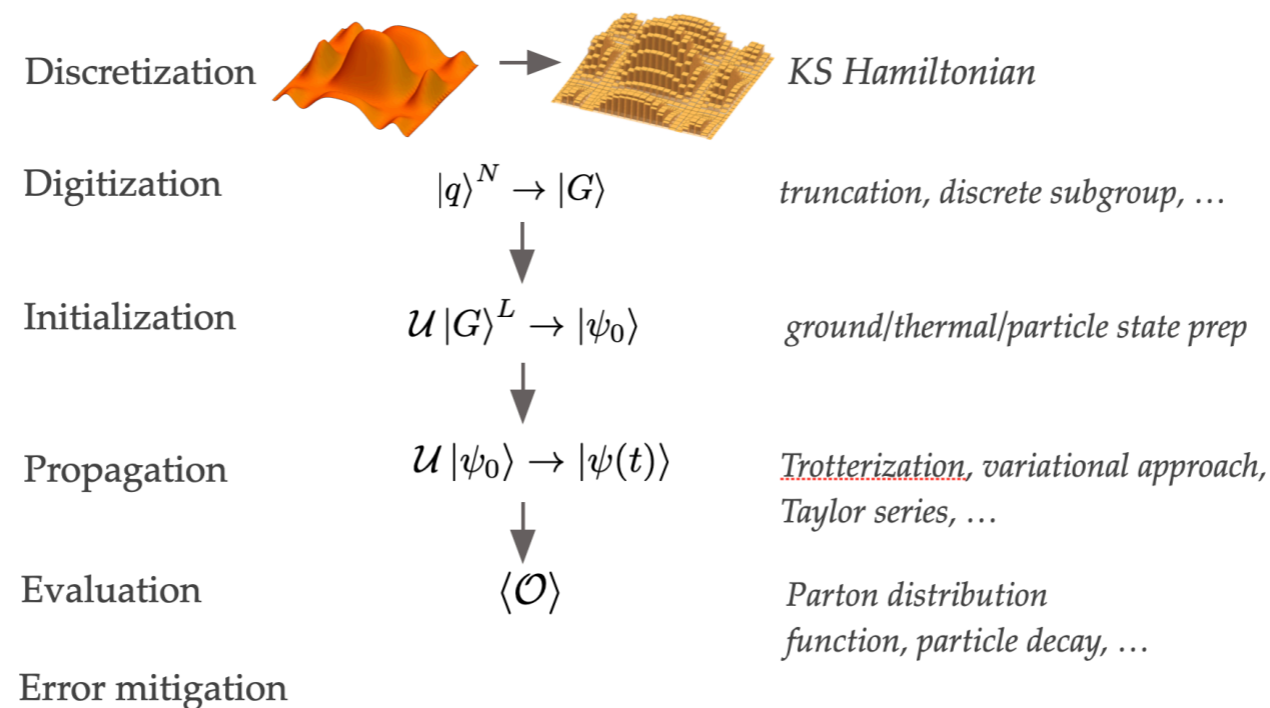 Discretization → KS Hamiltonian
Digitization |q⟩^N → |G⟩ truncation, discrete subgroup, …
Initialization 𝒰 |G⟩^L → |ψ₀⟩ ground/thermal/particle state prep
Propagation 𝒰 |ψ₀⟩ → |ψ(t)⟩ Trotterization, variational approach,
Taylor series, …
Evaluation ⟨𝒪⟩ Parton distribution
function, particle decay, …
Error mitigation